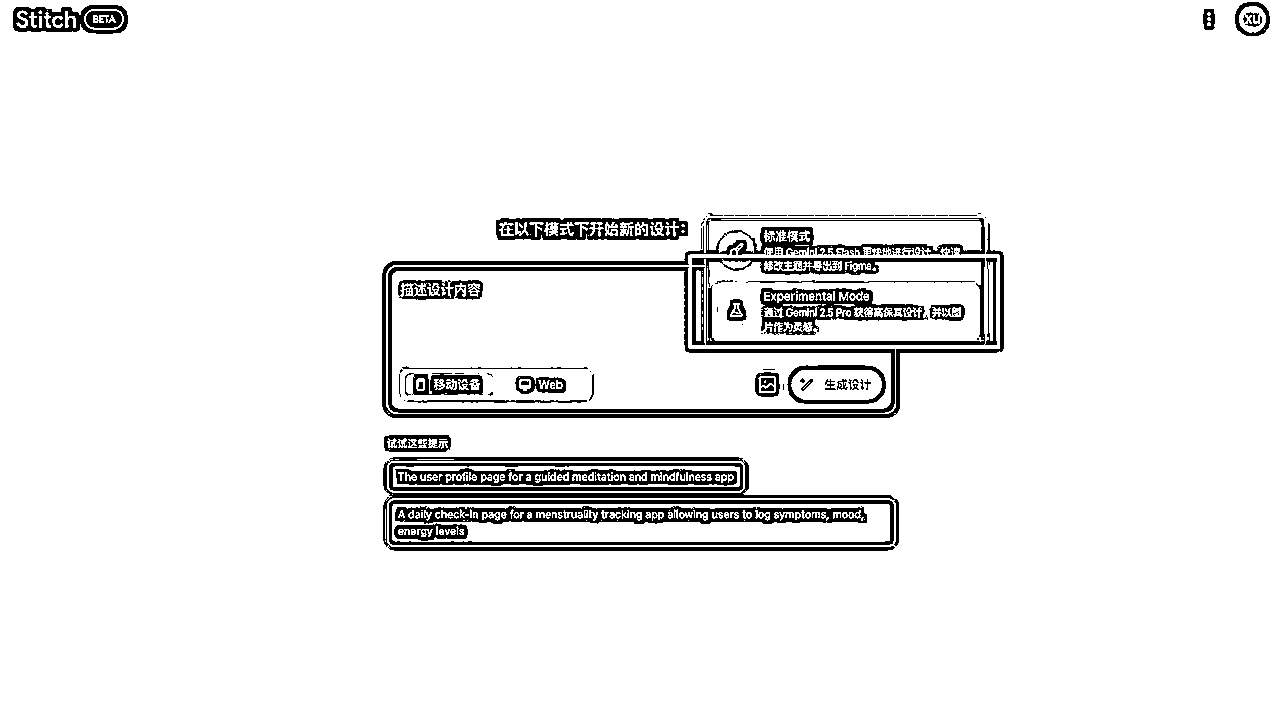 Stitch BETA
XU
在以下模式下开始新的设计:
标准模式
使用 Gemini 2.5 Flash 更快地进行设计。快速
修改主题并导出到 Figma。
描述设计内容
Experimental Mode
通过 Gemini 2.5 Pro 获得高保真设计，并以图
片作为灵感。
移动设备
Web
生成设计
试试这些提示
The user profile page for a guided meditation and mindfulness app
A daily check-in page for a menstruality tracking app allowing users to log symptoms, mood,
energy levels